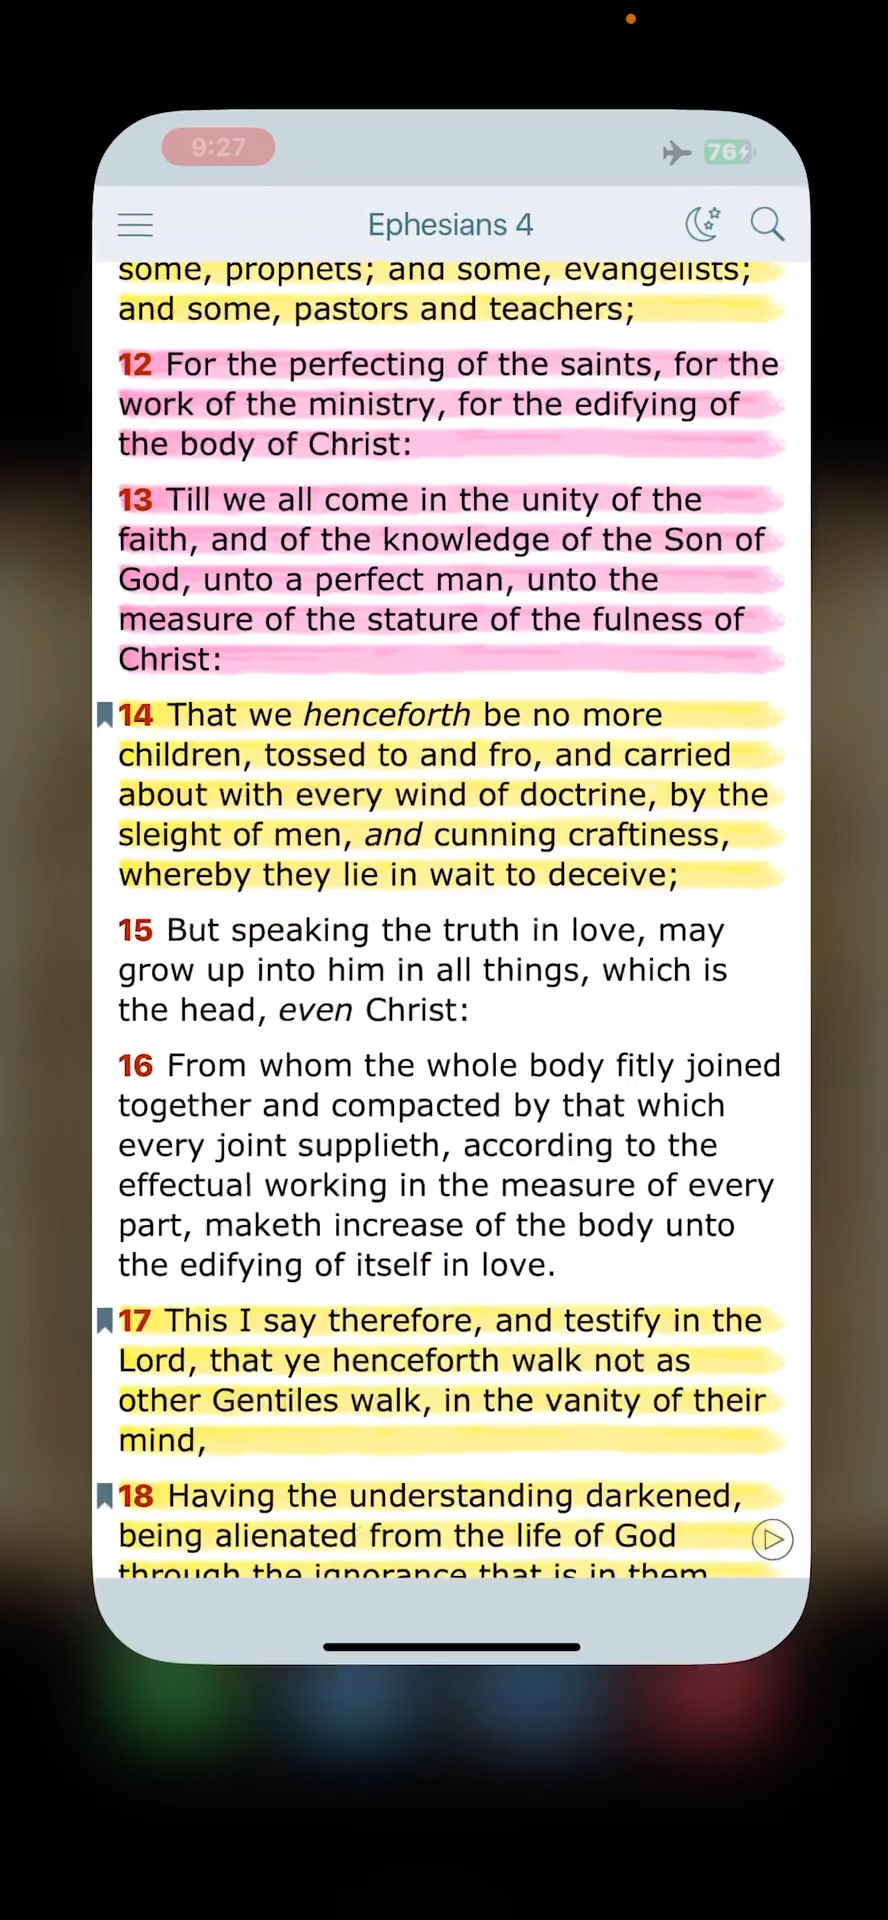 9:27
76
Ephesians 4
some, prophets; and some, evangelists;
and some, pastors and teachers;
12 For the perfecting of the saints, for the
work of the ministry, for the edifying of
the body of Christ:
13 Till we all come in the unity of the
faith, and of the knowledge of the Son of
God, unto a perfect man, unto the
measure of the stature of the fulness of
Christ:
14 That we henceforth be no more
children, tossed to and fro, and carried
about with every wind of doctrine, by the
sleight of men, and cunning craftiness,
whereby they lie in wait to deceive;
15 But speaking the truth in love, may
grow up into him in all things, which is
the head, even Christ:
16 From whom the whole body fitly joined
together and compacted by that which
every joint supplieth, according to the
effectual working in the measure of every
part, maketh increase of the body unto
the edifying of itself in love.
17 This I say therefore, and testify in the
Lord, that ye henceforth walk not as
other Gentiles walk, in the vanity of their
mind,
18 Having the understanding darkened,
being alienated from the life of God
through the ignorance that is in them